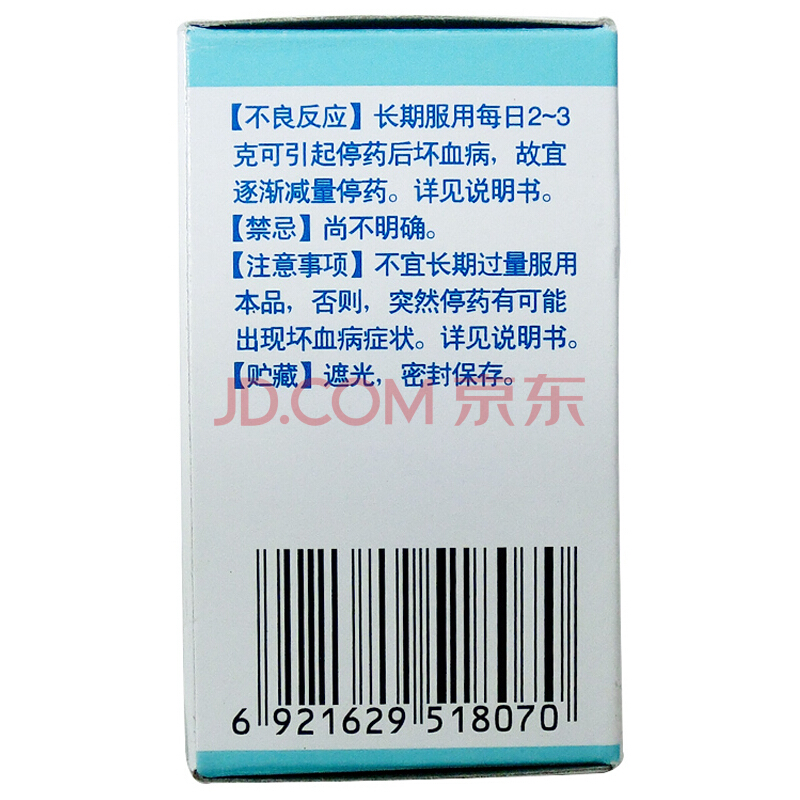 【不良反应】长期服用每日2~3
克可引起停药后坏血病，故宜
逐渐减量停药。详见说明书。
【禁忌】尚不明确。
【注意事项】不宜长期过量服用
本品，否则，突然停药有可能
出现坏血病症状。详见说明书。
【贮藏】遮光，密封保存。
JD.COM 京东
6 921629 518070